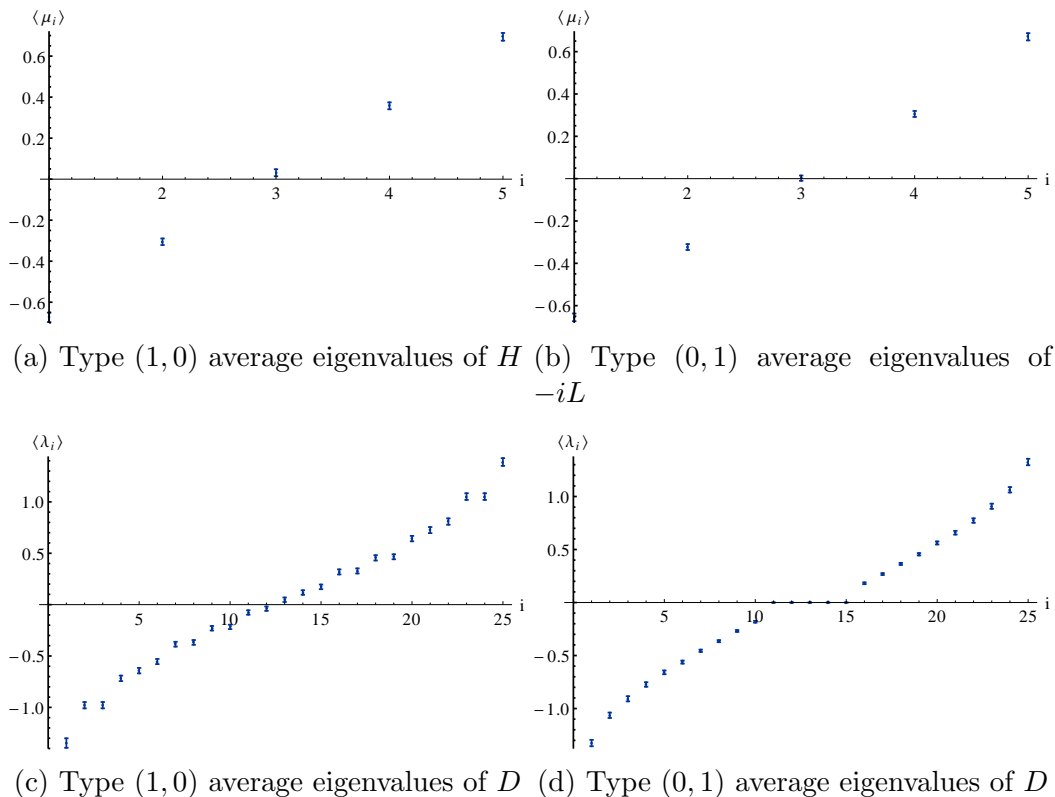 ⟨μᵢ⟩ ⟨μᵢ⟩
0.6 0.6
0.4 0.4
0.2 0.2
2 3 4 5 i 2 3 4 5 i
−0.2 −0.2
−0.4 −0.4
−0.6 −0.6
(a) Type (1, 0) average eigenvalues of H (b) Type (0, 1) average eigenvalues of
−iL
⟨λᵢ⟩ ⟨λᵢ⟩
1.0 1.0
0.5 0.5
5 10 15 20 25 i 5 10 15 20 25 i
−0.5 −0.5
−1.0 −1.0
(c) Type (1, 0) average eigenvalues of D (d) Type (0, 1) average eigenvalues of D